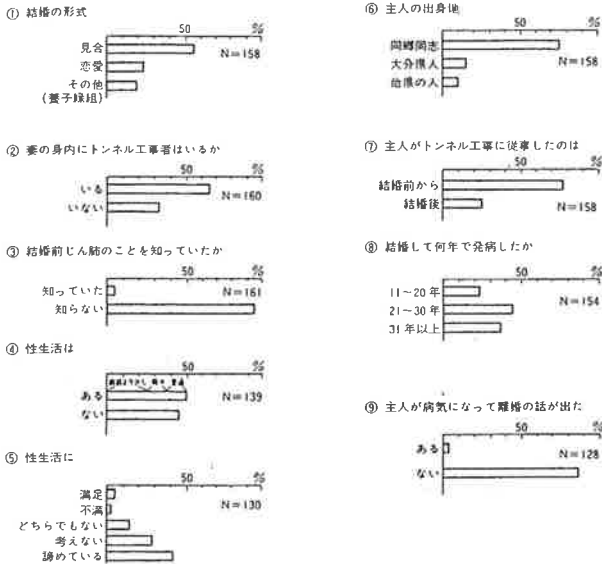 ① 結婚の形式
50 %
見合
恋愛
その他
(養子縁組)
N=158
② 妻の身内にトンネル工事者はいるか
50 %
いる
いない
N=160
③ 結婚前じん肺のことを知っていたか
50 %
知っていた
知らない
N=161
④ 性生活は
50 %
ある
ない
N=139
⑤ 性生活に
50 %
満足
不満
どちらでもない
考えない
諦めている
N=130
⑥ 主人の出身地
50 %
同郷同志
大分県人
他県の人
N=158
⑦ 主人がトンネル工事に従事したのは
50 %
結婚前から
結婚後
N=158
⑧ 結婚して何年で発病したか
50 %
11~20年
21~30年
31年以上
N=154
⑨ 主人が病気になって離婚の話が出た
50 %
ある
ない
N=128